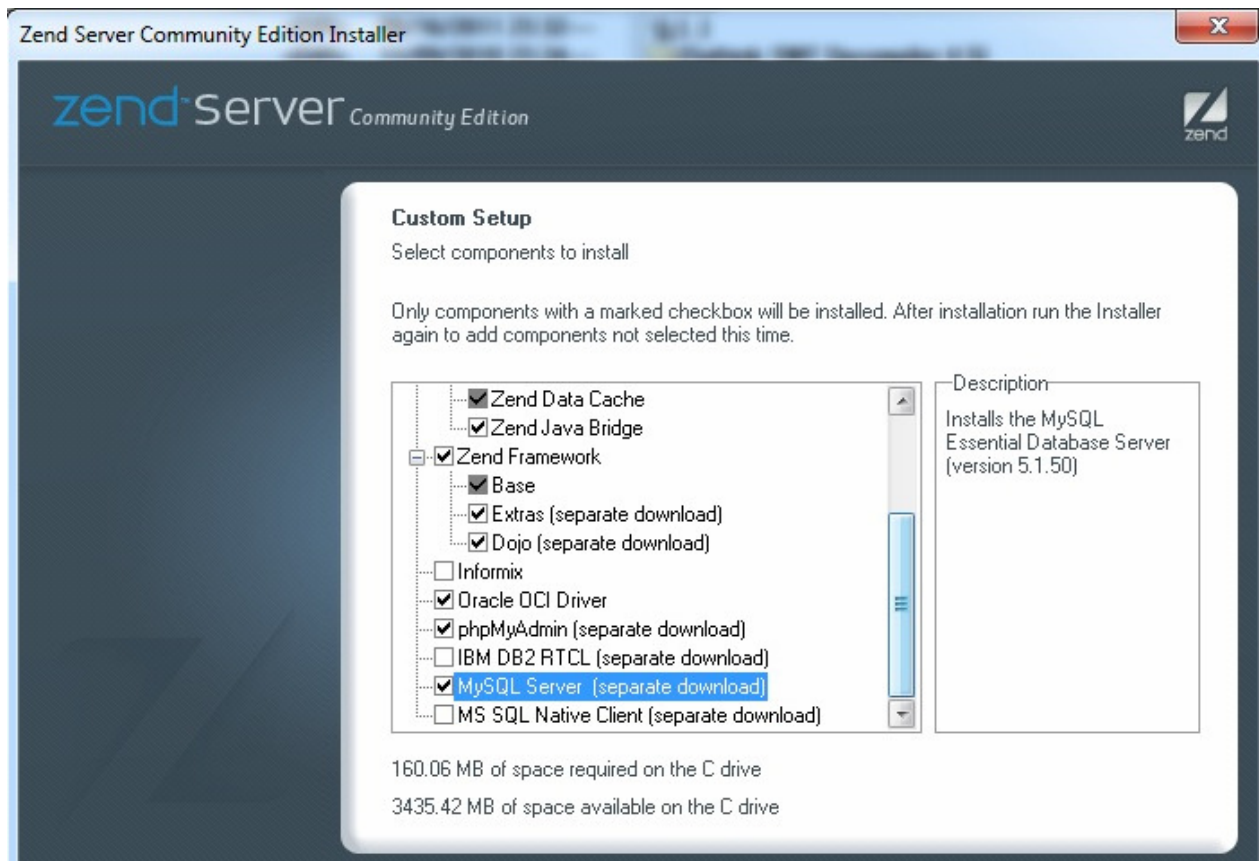 Zend Server Community Edition Installer
zend server Community Edition
zend
Custom Setup
Select components to install
Only components with a marked checkbox will be installed. After installation run the Installer
again to add components not selected this time.
Zend Data Cache
Zend Java Bridge
Zend Framework
Base
Extras (separate download)
Dojo (separate download)
Informix
Oracle OCI Driver
phpMyAdmin (separate download)
IBM DB2 RTCL (separate download)
MySQL Server (separate download)
MS SQL Native Client (separate download)
Description
Installs the MySQL
Essential Database Server
(version 5.1.50)
160.06 MB of space required on the C drive
3435.42 MB of space available on the C drive